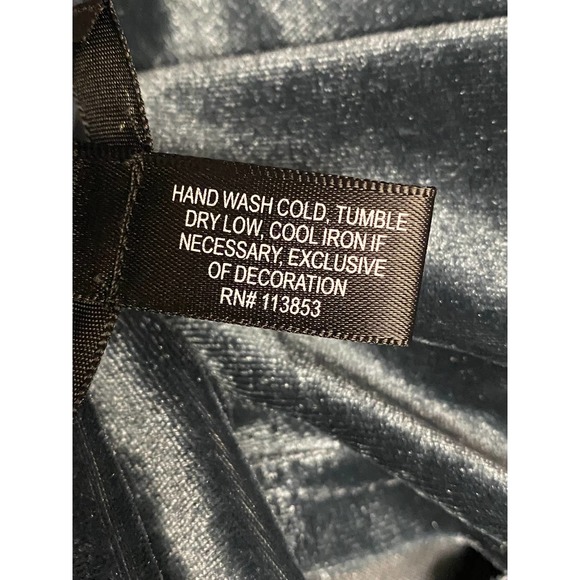 HAND WASH COLD, TUMBLE
DRY LOW, COOL IRON IF
NECESSARY, EXCLUSIVE
OF DECORATION
RN# 113853